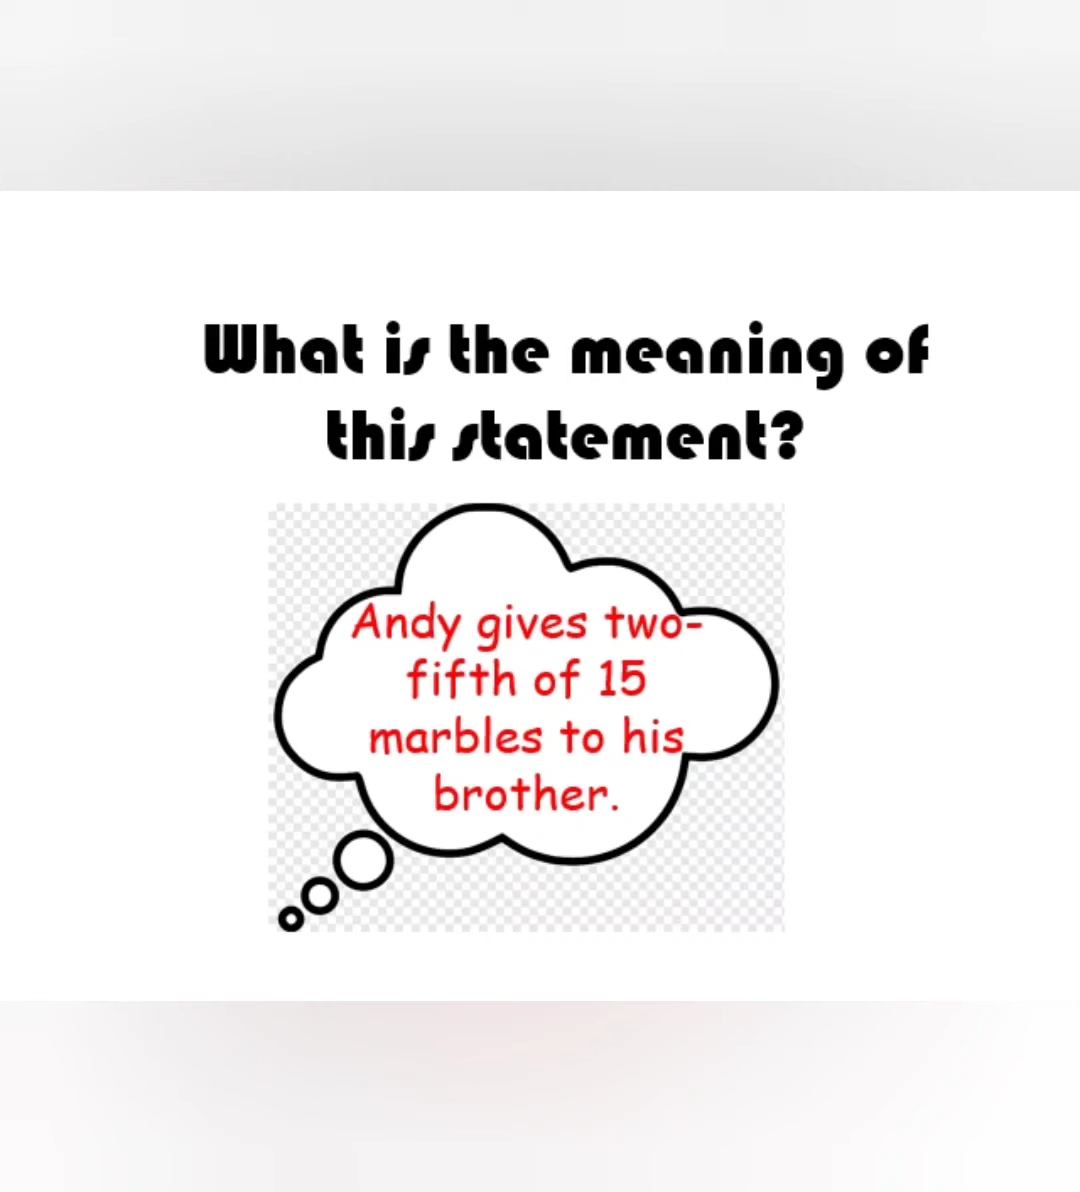 What is the meaning of
this statement?
Andy gives two-
fifth of 15
marbles to his
brother.